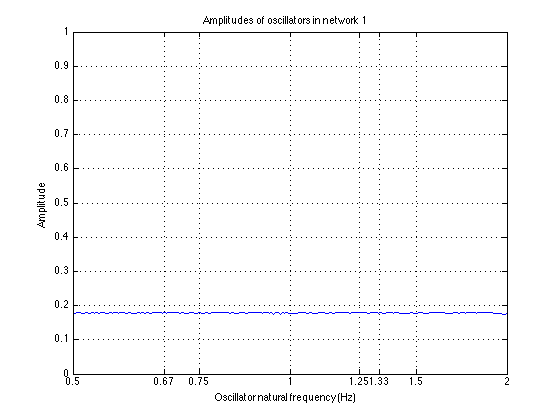 Amplitudes of oscillators in network 1
1
0.9
0.8
0.7
0.6
0.5
0.4
0.3
0.2
0.1
0
Amplitude
0.5 0.67 0.75 1 1.25 1.33 1.5 2
Oscillator natural frequency (Hz)